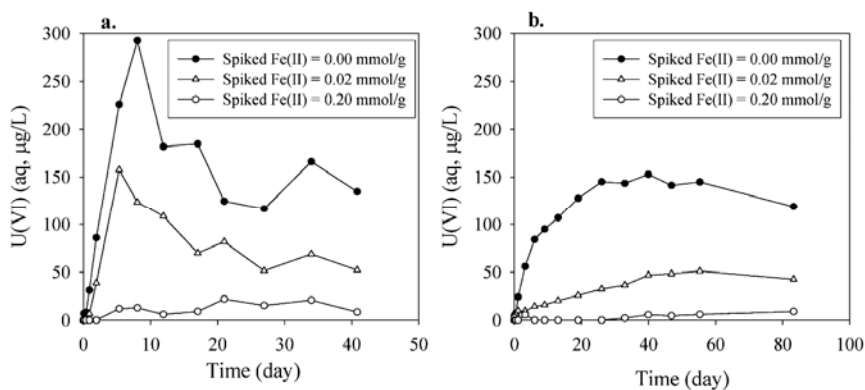 a.
300
250
200
150
100
50
0
U(VI) (aq, µg/L)
Spiked Fe(II) = 0.00 mmol/g
Spiked Fe(II) = 0.02 mmol/g
Spiked Fe(II) = 0.20 mmol/g
0 10 20 30 40 50
Time (day)
b.
300
250
200
150
100
50
0
U(VI) (aq, µg/L)
Spiked Fe(II) = 0.00 mmol/g
Spiked Fe(II) = 0.02 mmol/g
Spiked Fe(II) = 0.20 mmol/g
0 20 40 60 80 100
Time (day)